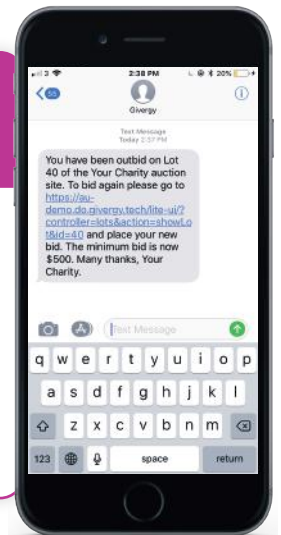 2:38 PM
20%
55
Givergy
Text Message
Today 2:37 PM
You have been outbid on Lot
40 of the Your Charity auction
site. To bid again please go to
https://au-
demo.do.givergy.tech/lite-ui/?
controller=lots&action=showLo
t&id=40 and place your new
bid. The minimum bid is now
$500. Many thanks, Your
Charity.
Text Message
q w e r t y u i o p
a s d f g h j k l
z x c v b n m
123 space return